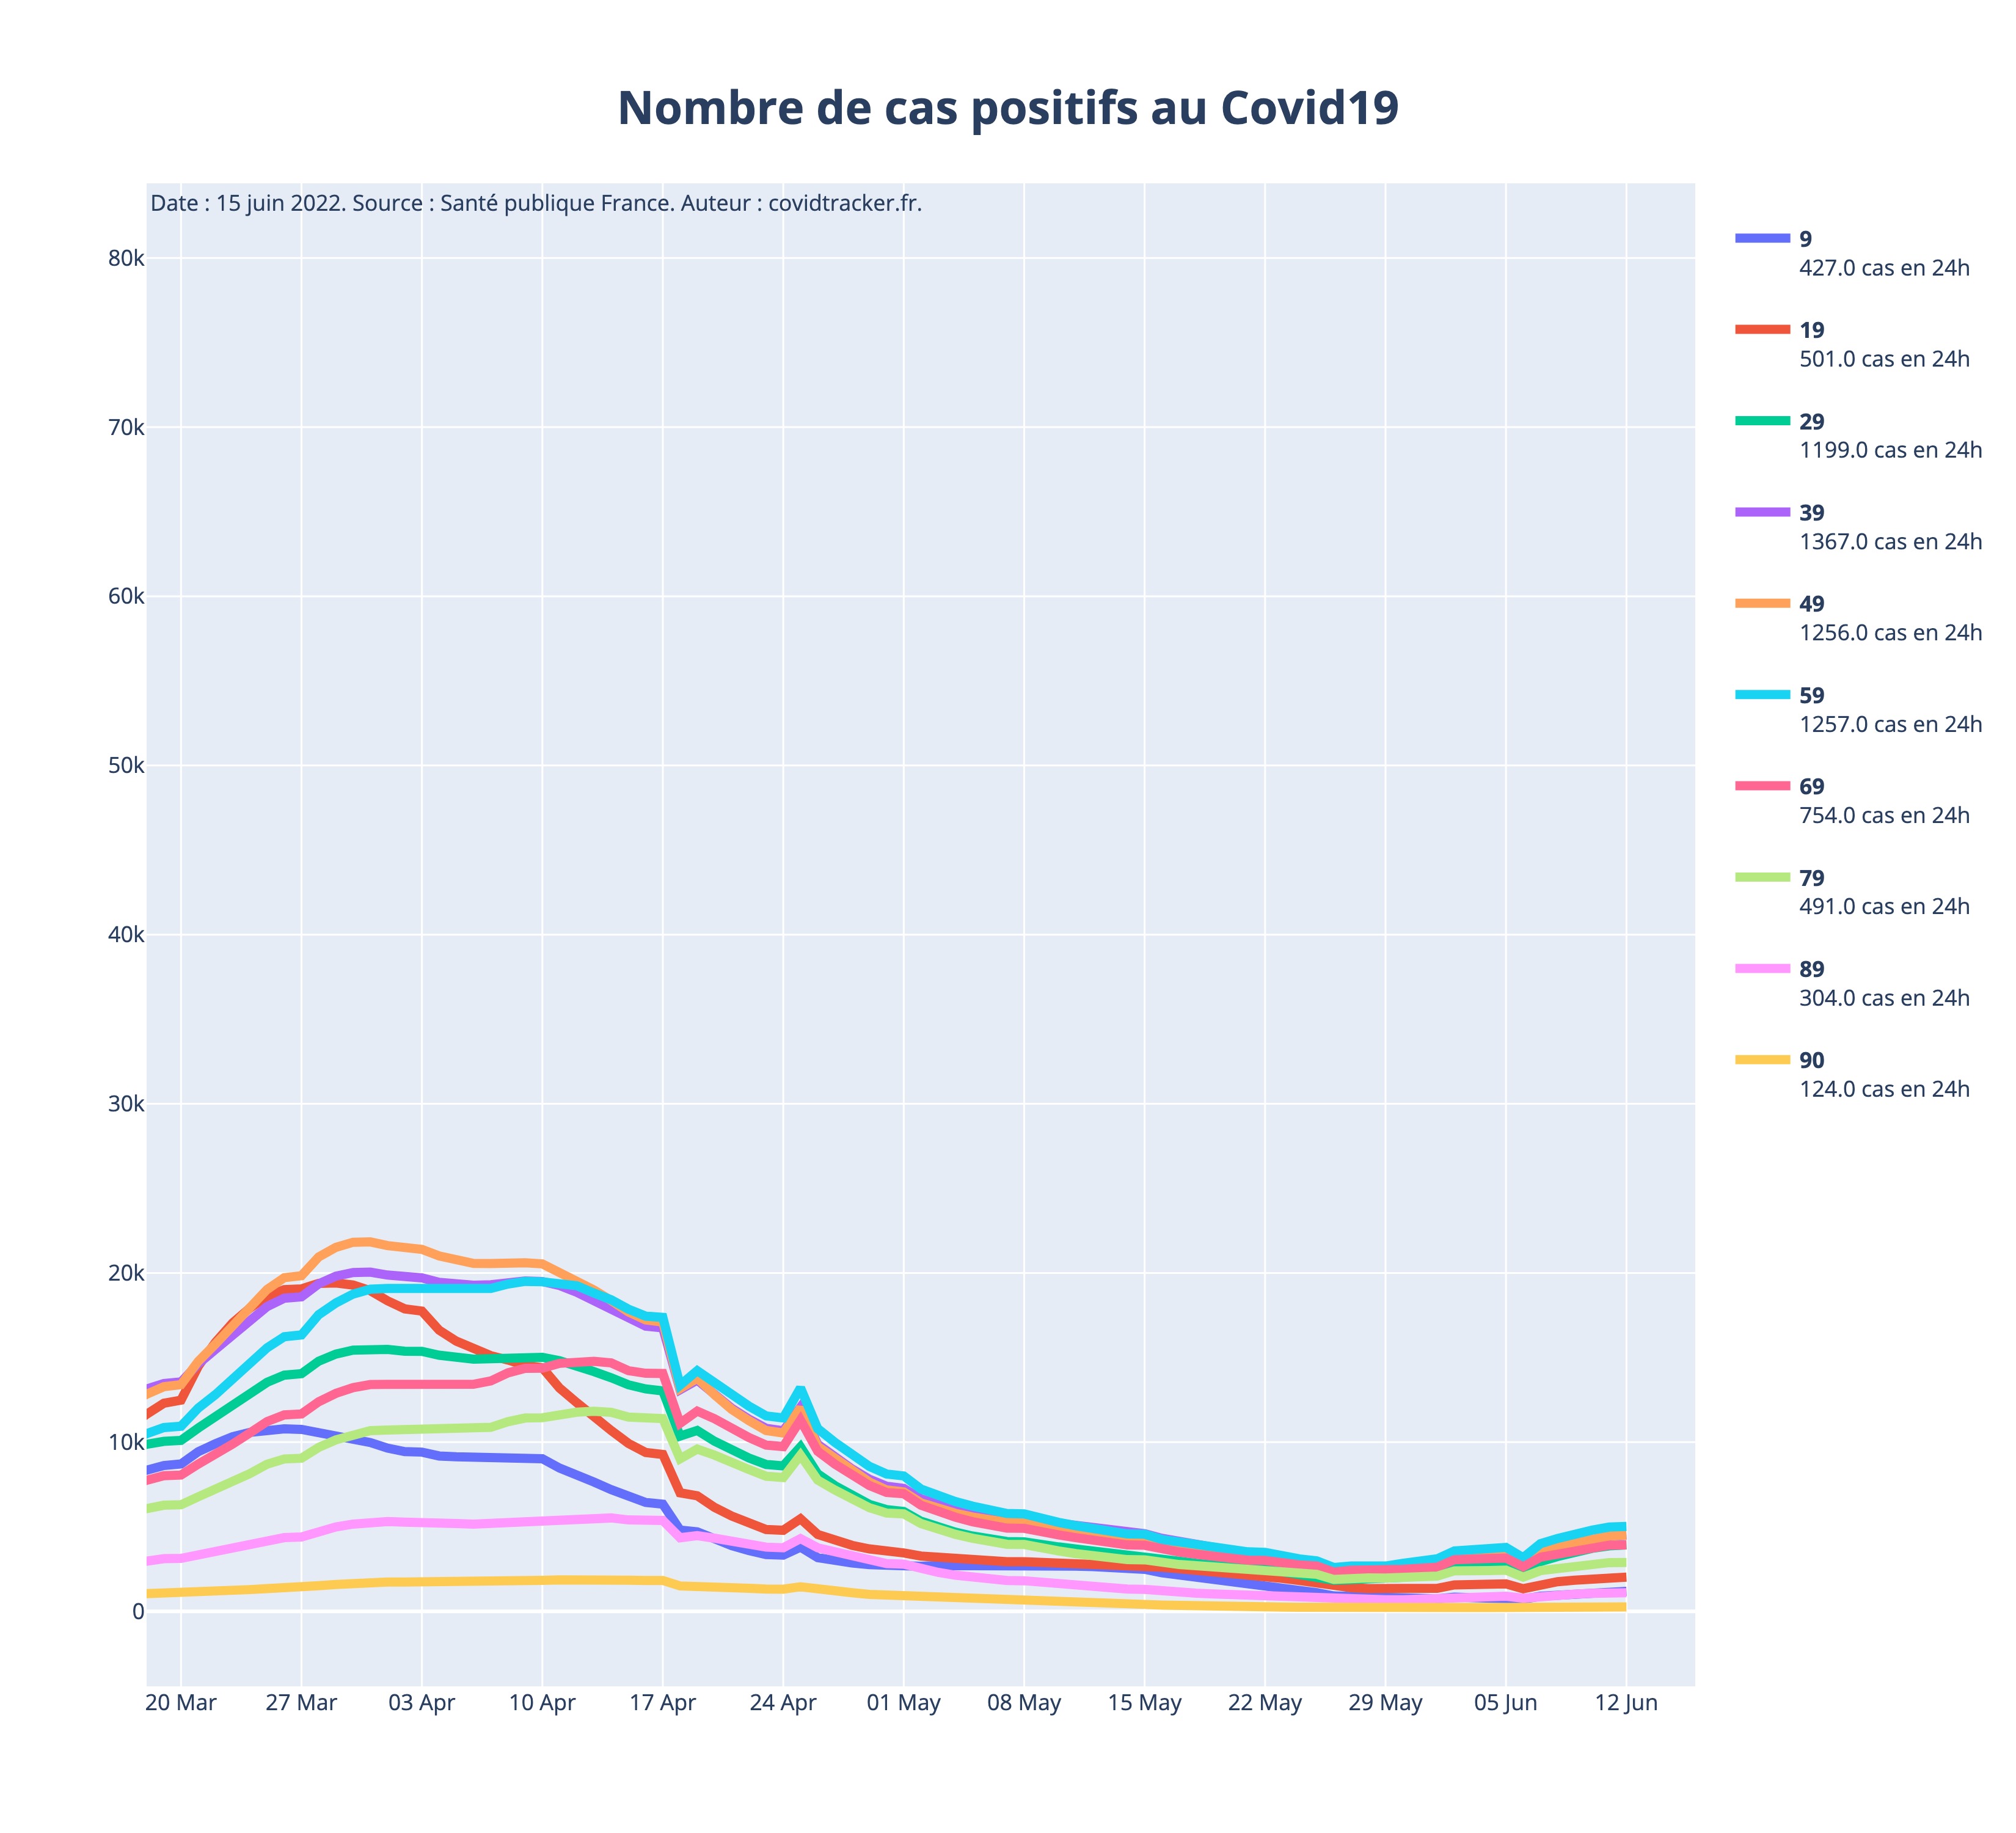 Nombre de cas positifs au Covid19
Date : 15 juin 2022. Source : Santé publique France. Auteur : covidtracker.fr.
80k
70k
60k
50k
40k
30k
20k
10k
0
20 Mar
27 Mar
03 Apr
10 Apr
17 Apr
24 Apr
01 May
08 May
15 May
22 May
29 May
05 Jun
12 Jun
9
427.0 cas en 24h
19
501.0 cas en 24h
29
1199.0 cas en 24h
39
1367.0 cas en 24h
49
1256.0 cas en 24h
59
1257.0 cas en 24h
69
754.0 cas en 24h
79
491.0 cas en 24h
89
304.0 cas en 24h
90
124.0 cas en 24h